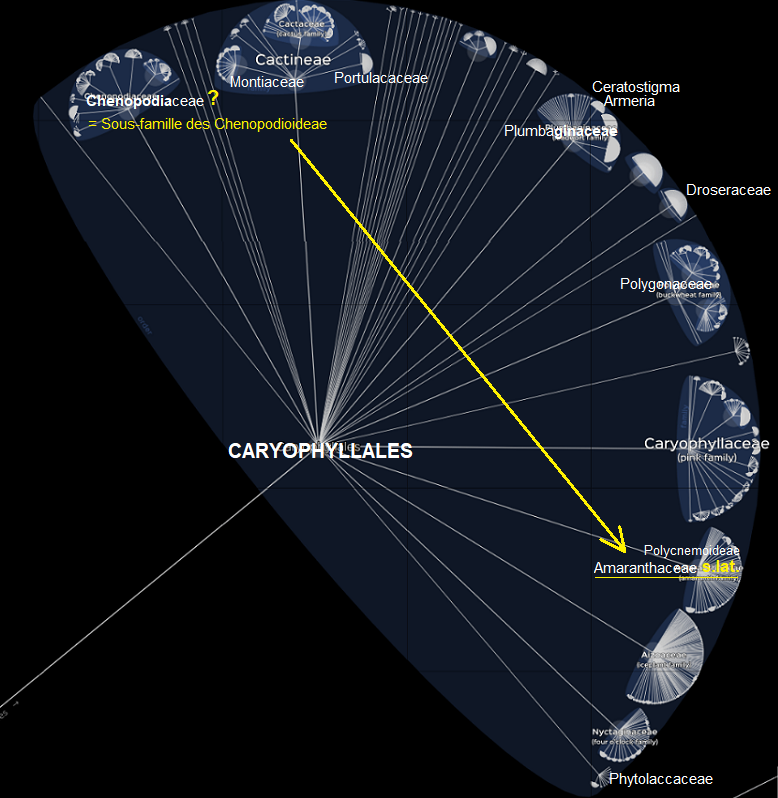 Cactaceae
(cactus family)
Cactineae
Montiaceae
Portulacaceae
Chenopodiaceae ?
= Sous-famille des Chenopodioideae
Ceratostigma
Armeria
Plumbaginaceae
Droseraceae
Polygonaceae
(buckwheat family)
order
CARYOPHYLLALES
Caryophyllaceae
(pink family)
Polycnemoideae
Amaranthaceae s.lat.
Aizoaceae
(iceplant family)
Nyctaginaceae
(four o'clock family)
Phytolaccaceae